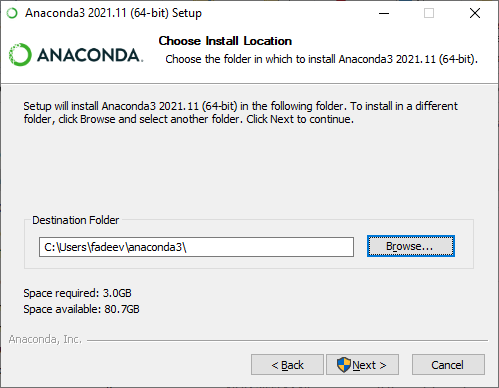 Anaconda3 2021.11 (64-bit) Setup
ANACONDA.
Choose Install Location
Choose the folder in which to install Anaconda3 2021.11 (64-bit).
Setup will install Anaconda3 2021.11 (64-bit) in the following folder. To install in a different
folder, click Browse and select another folder. Click Next to continue.
Destination Folder
C:\Users\fadeev\anaconda3\
Browse...
Space required: 3.0GB
Space available: 80.7GB
Anaconda, Inc.
< Back
Next >
Cancel